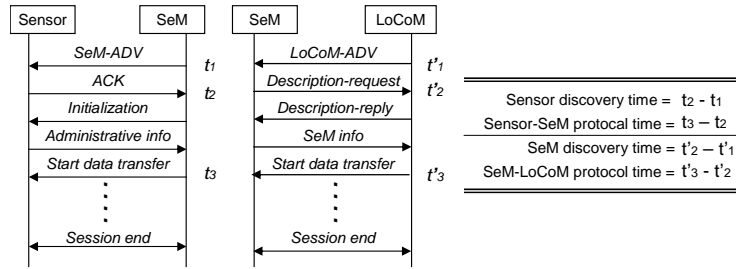 Sensor
SeM
SeM-ADV
t1
ACK
t2
Initialization
Administrative info
Start data transfer
t3
Session end
SeM
LoCoM
LoCoM-ADV
t'1
Description-request
t'2
Description-reply
SeM info
Start data transfer
t'3
Session end
Sensor discovery time = t2 - t1
Sensor-SeM protocal time = t3 – t2
SeM discovery time = t'2 – t'1
SeM-LoCoM protocol time = t'3 - t'2